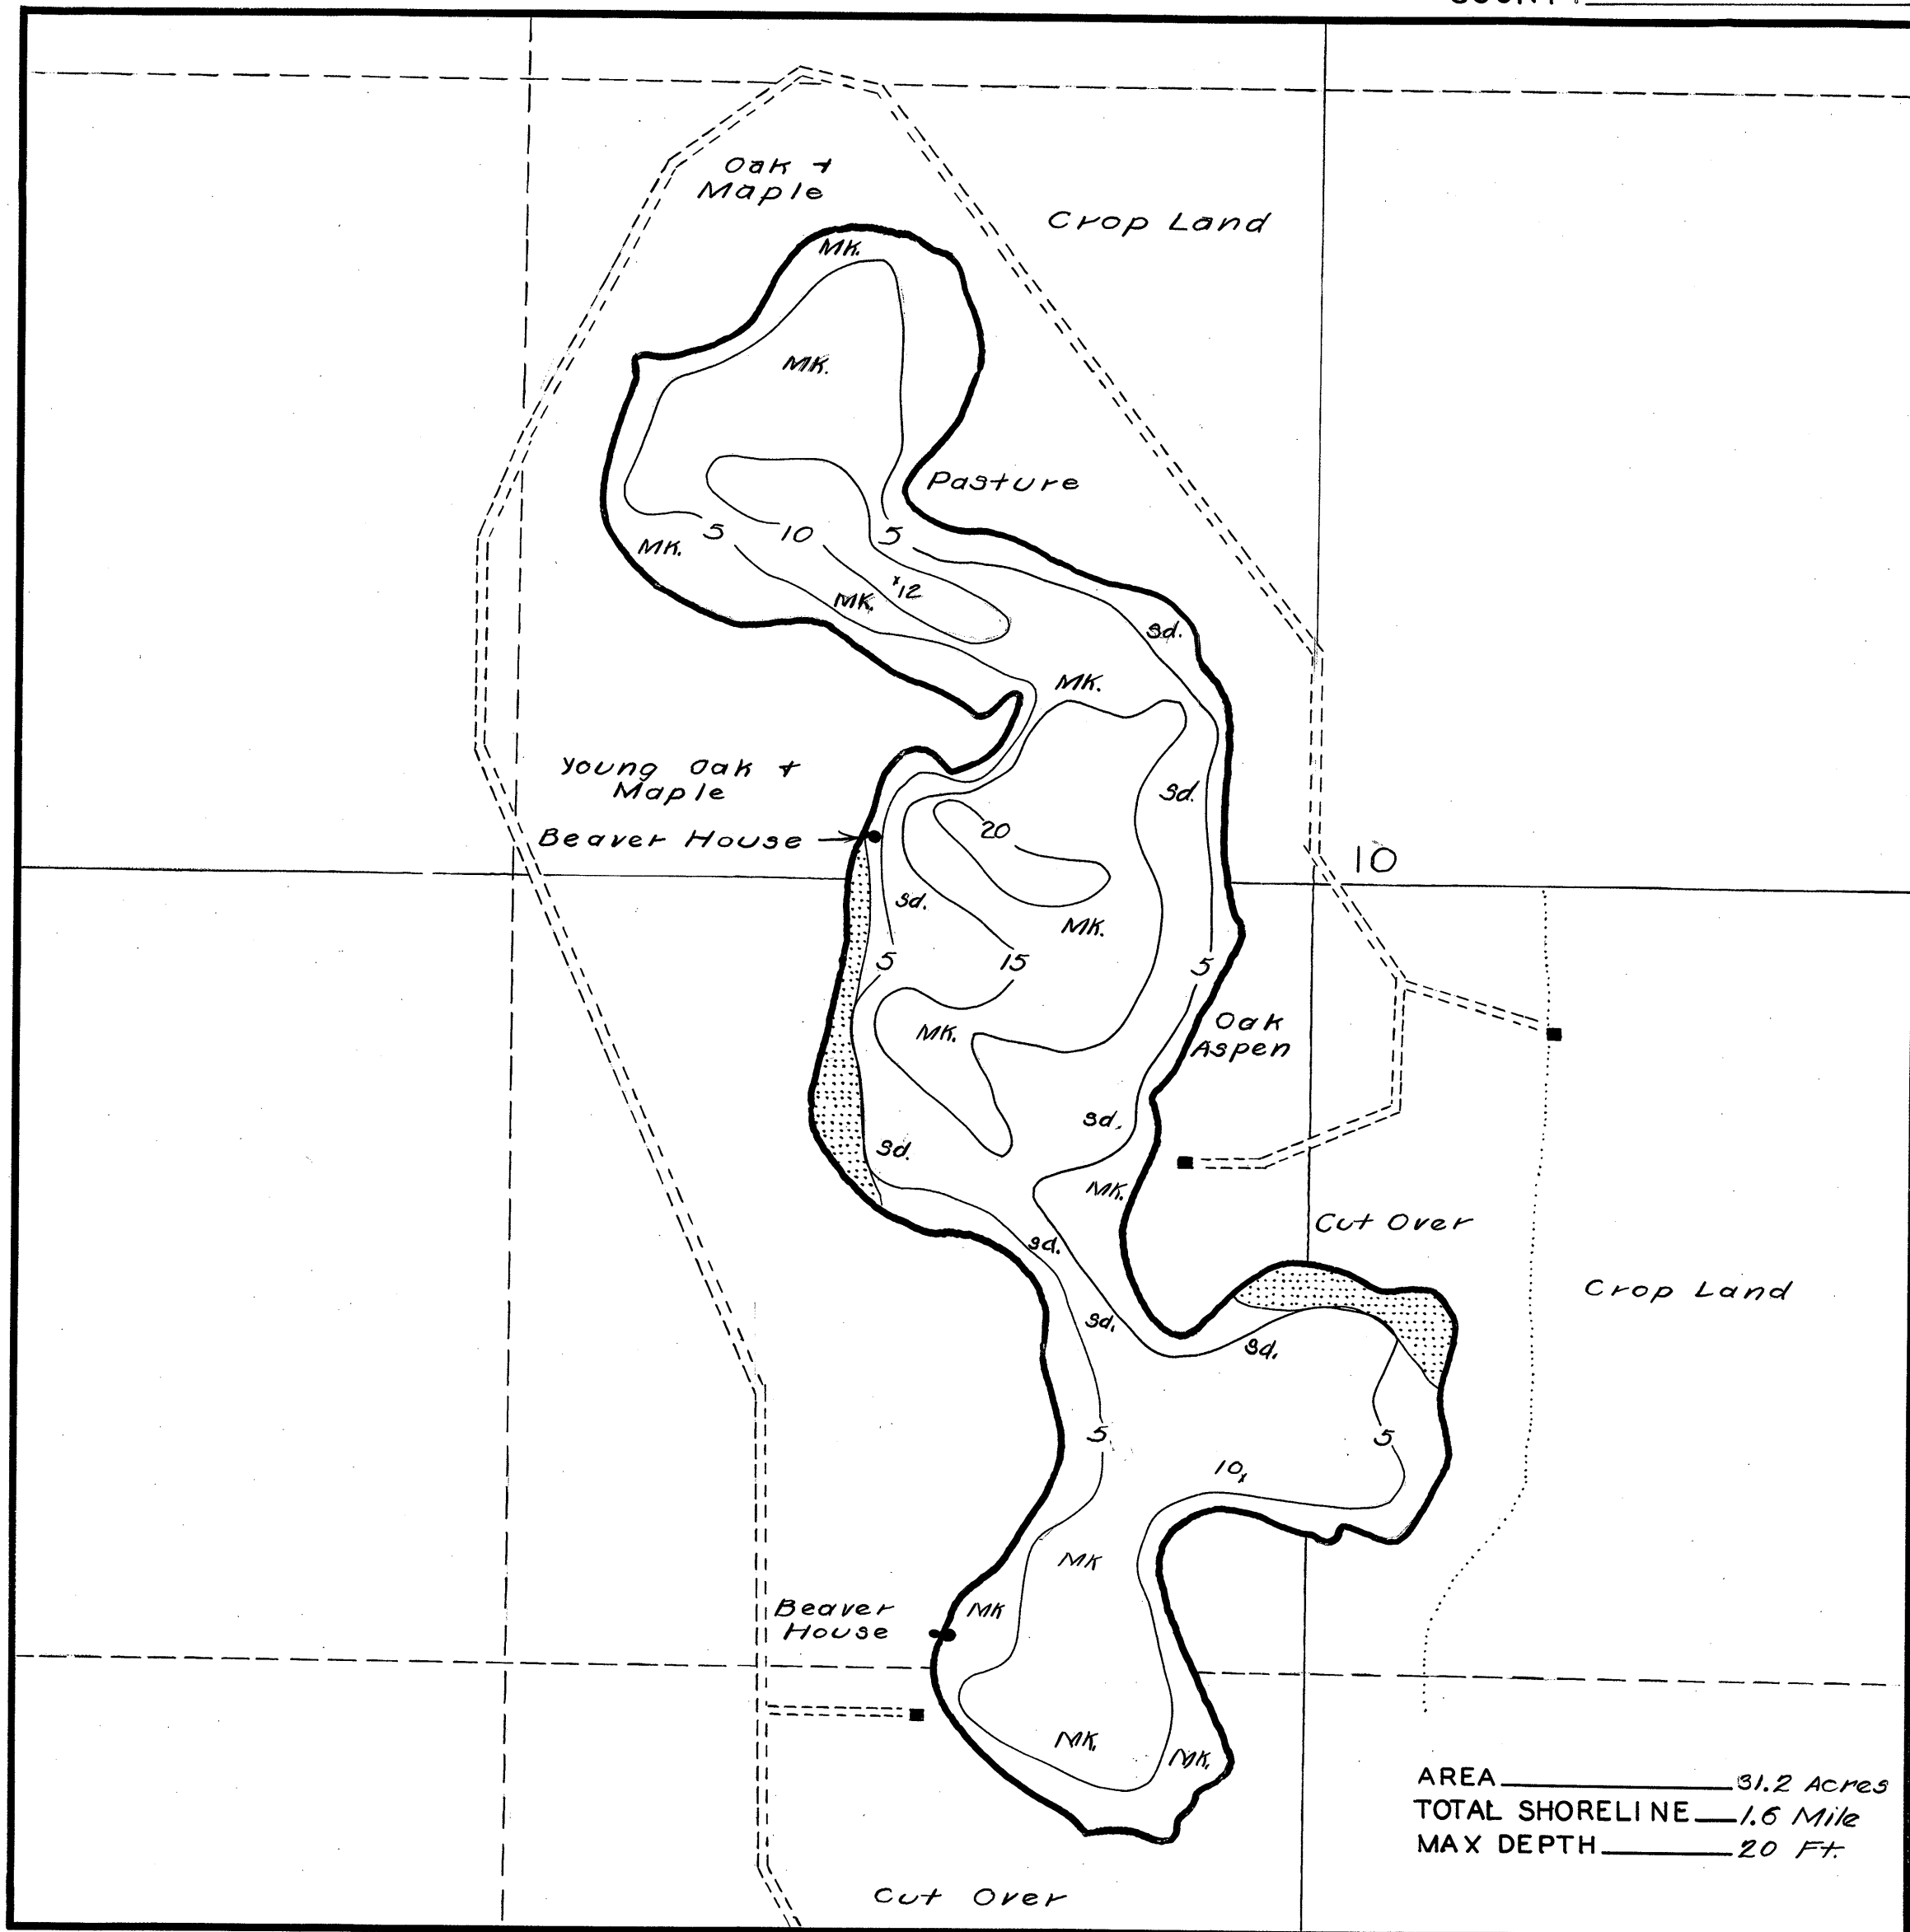 Oak +
Maple
Crop Land
MK.
MK.
Pasture
5
10
5
MK.
12
MK.
Sd.
MK.
Young Oak +
Maple
Sd.
20
Beaver House
10
Sd.
MK.
5
15
5
Oak
Aspen
MK.
Sd.
Sd.
MK.
Cut Over
Sd.
Crop Land
Sd.
Sd.
5
5
10
MK
Beaver
House
MK
MK.
MK.
AREA 31.2 Acres
TOTAL SHORELINE 1.6 Mile
MAX DEPTH 20 Ft.
Cut Over